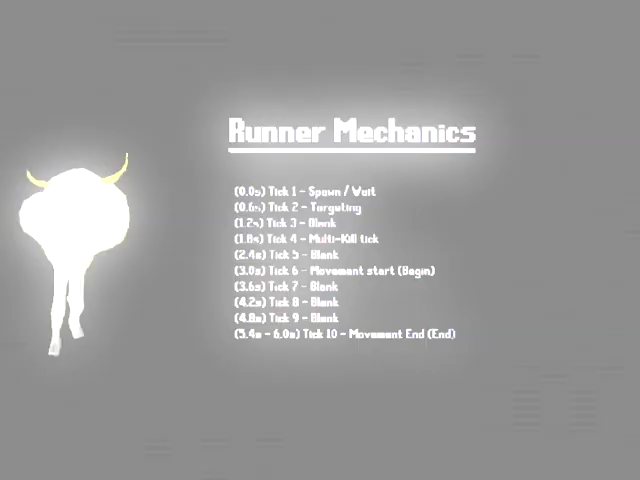 Runner Mechanics
(0.0s) Tick 1 - Spawn / Wait
(0.6s) Tick 2 - Targeting
(1.2s) Tick 3 - Blank
(1.8s) Tick 4 - Multi-Kill tick
(2.4s) Tick 5 - Blank
(3.0s) Tick 6 - Movement start (Begin)
(3.6s) Tick 7 - Blank
(4.2s) Tick 8 - Blank
(4.8s) Tick 9 - Blank
(5.4s - 6.0s) Tick 10 - Movement End (End)